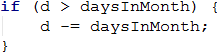 if (d > daysInMonth) {
    d -= daysInMonth;
}